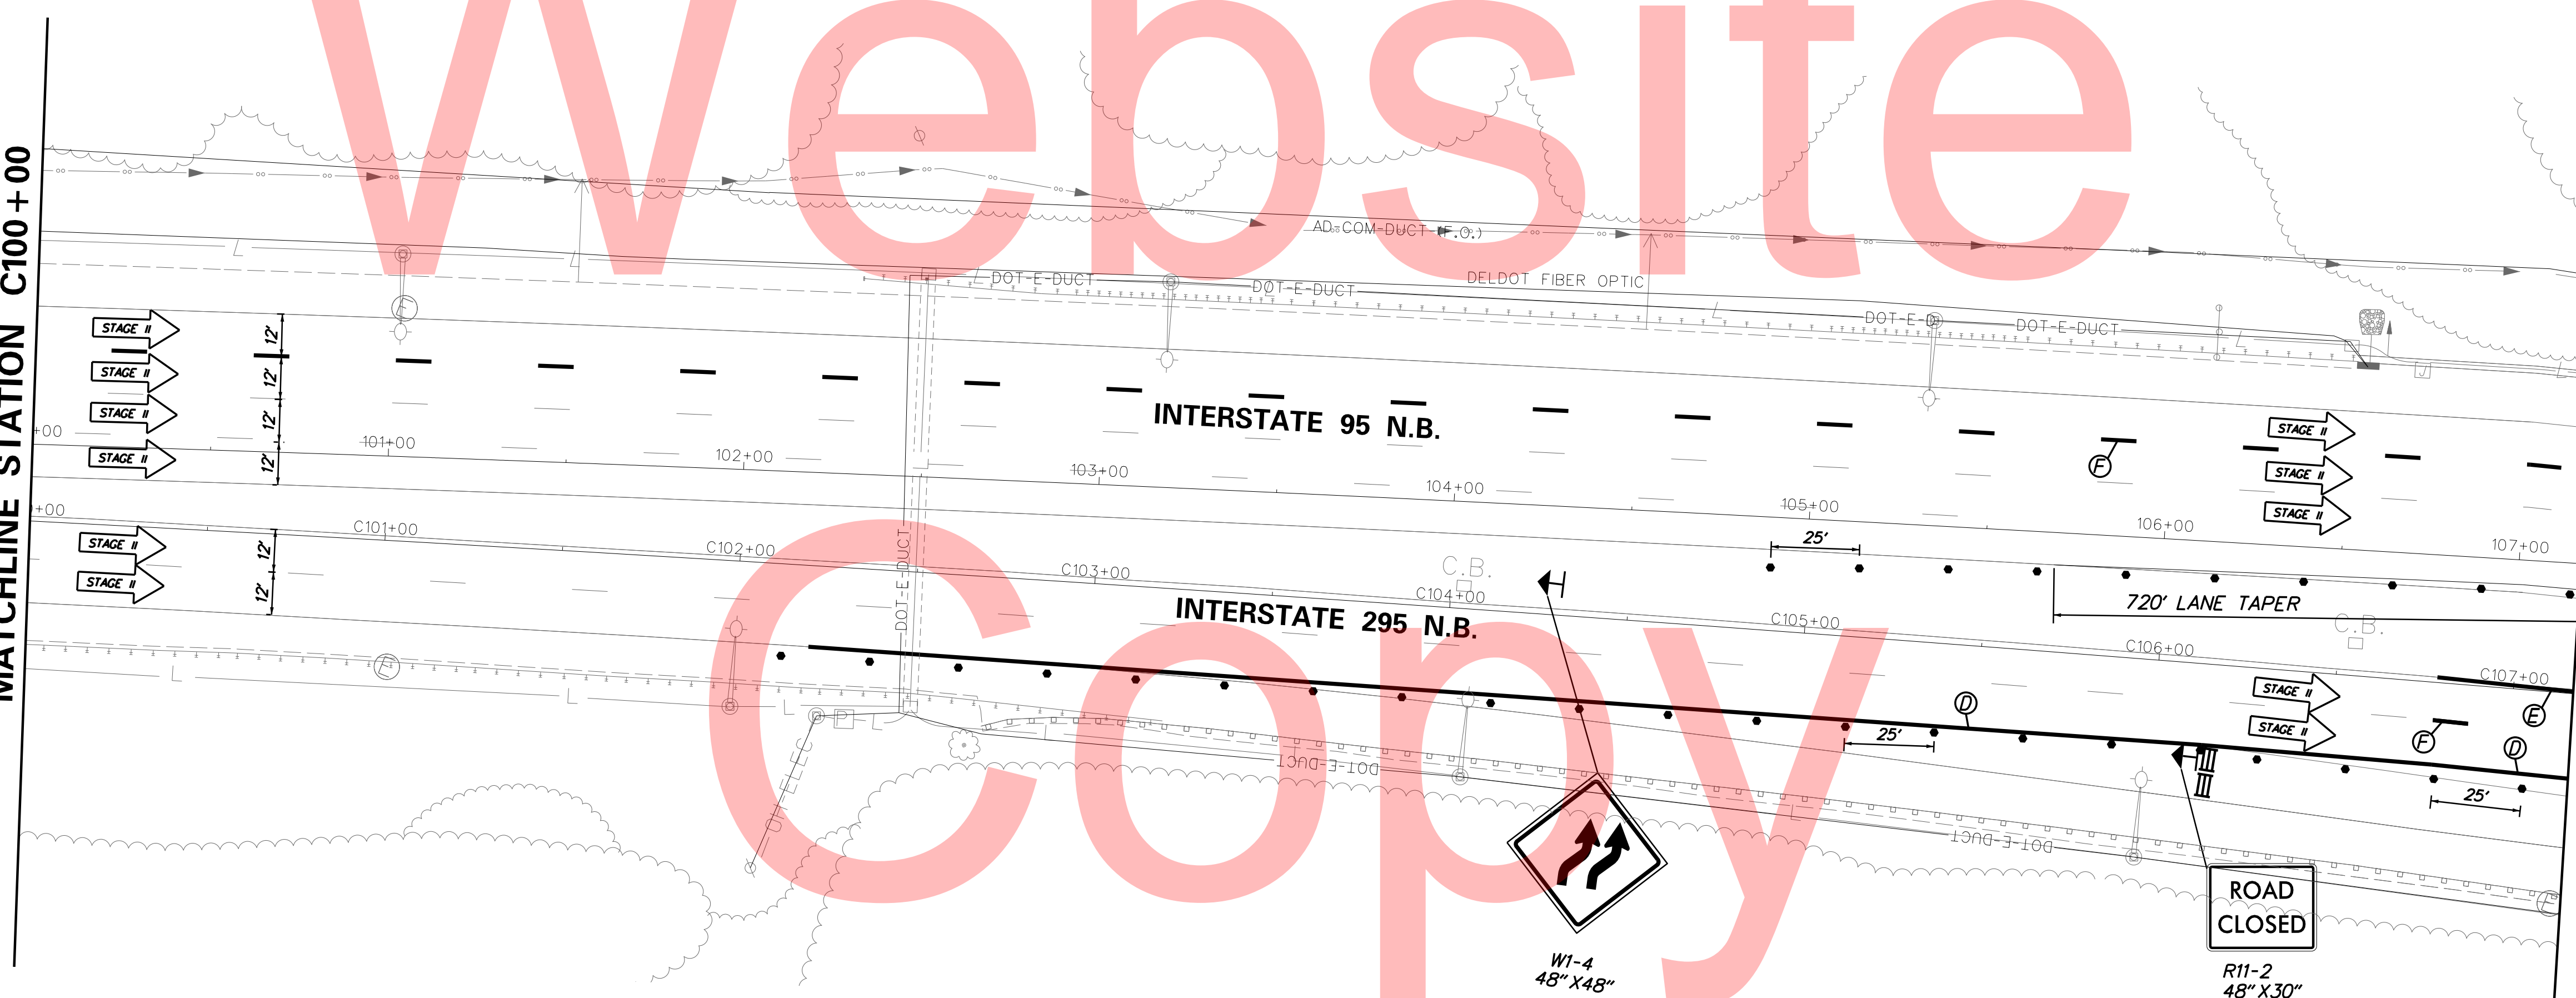 Website
Copy
MATCHLINE STATION C100+00
AD-COM-DUCT-(F.O.)
DOT-E-DUCT
DOT-E-DUCT
DELDOT FIBER OPTIC
DOT-E-D
DOT-E-DUCT
E
J
STAGE II
STAGE II
STAGE II
STAGE II
12'
12'
12'
12'
INTERSTATE 95 N.B.
F
STAGE II
STAGE II
STAGE II
+00
101+00
102+00
103+00
104+00
105+00
106+00
107+00
+00
C101+00
C102+00
C103+00
C104+00
C105+00
C106+00
C107+00
DOT-E-DUCT
C.B.
25'
720' LANE TAPER
C.B.
STAGE II
STAGE II
12'
12'
INTERSTATE 295 N.B.
STAGE II
STAGE II
E
F
D
D
25'
25'
E
P
DOT-E-DUCT
DOT-E-DUCT
W1-4
48"X48"
ROAD
CLOSED
R11-2
48"X30"